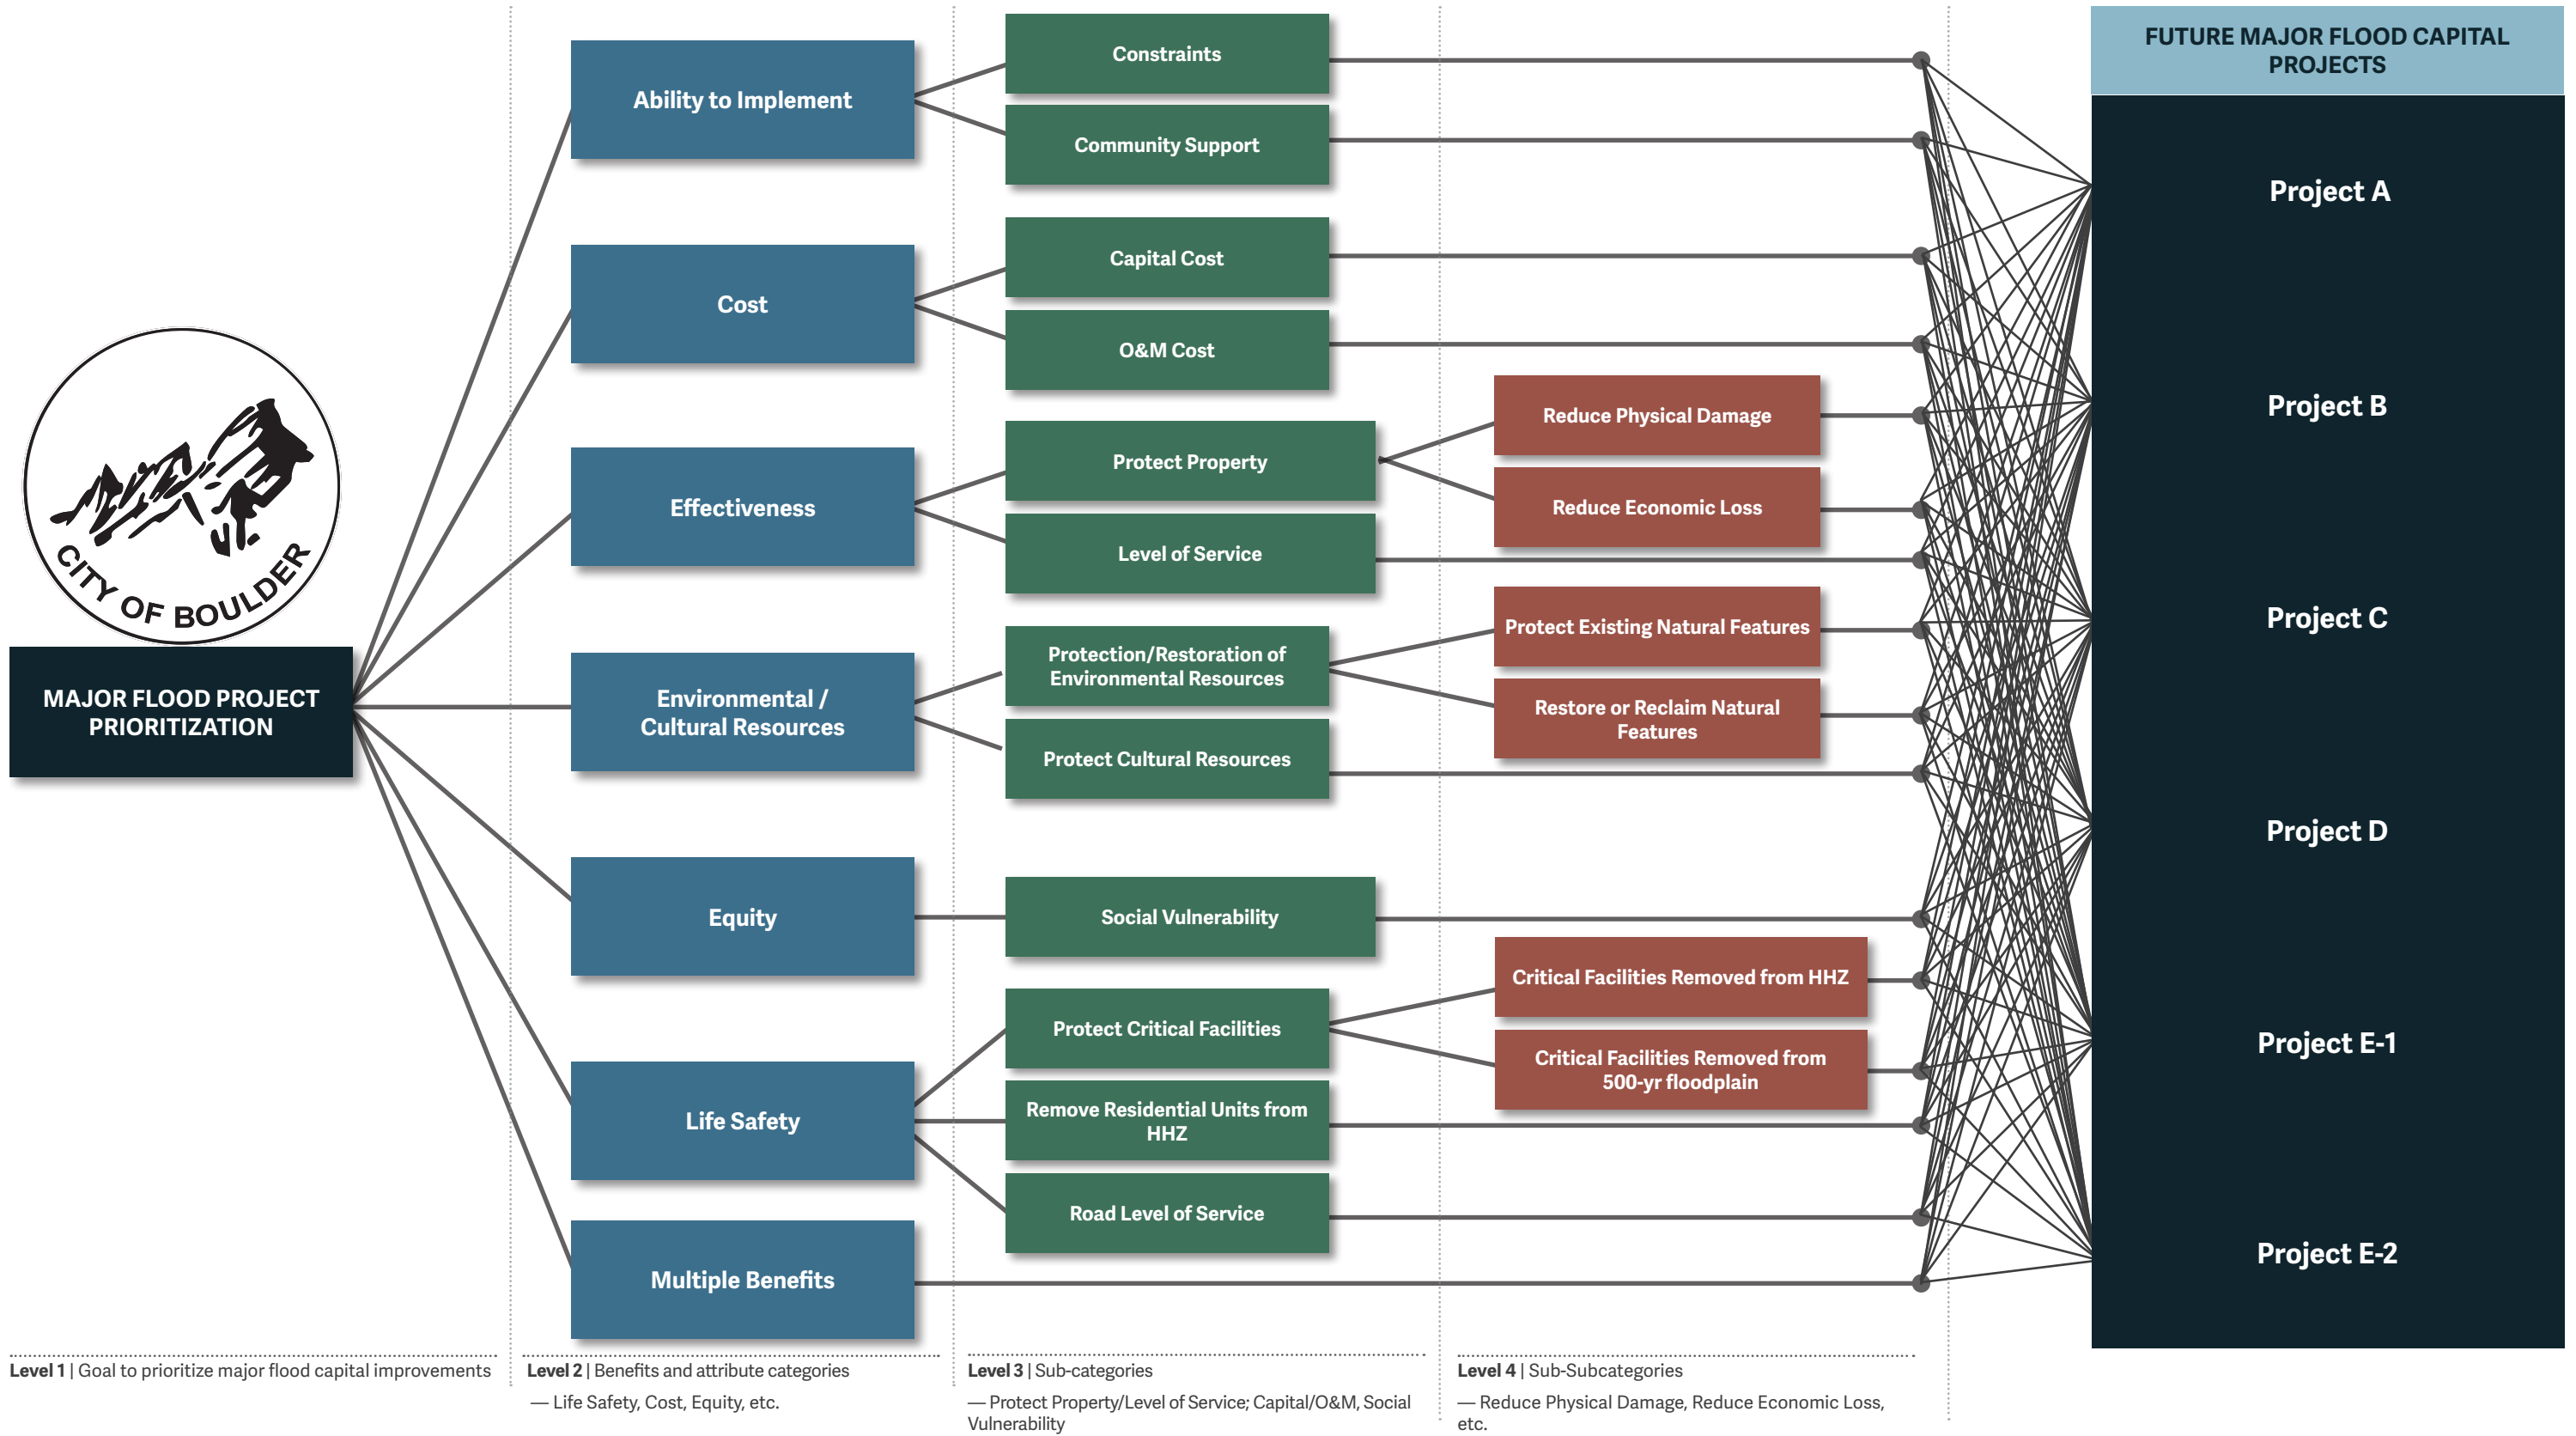 CITY OF BOULDER
MAJOR FLOOD PROJECT
PRIORITIZATION
Ability to Implement
Cost
Effectiveness
Environmental /
Cultural Resources
Equity
Life Safety
Multiple Benefits
Constraints
Community Support
Capital Cost
O&M Cost
Protect Property
Level of Service
Protection/Restoration of
Environmental Resources
Protect Cultural Resources
Social Vulnerability
Protect Critical Facilities
Remove Residential Units from
HHZ
Road Level of Service
Reduce Physical Damage
Reduce Economic Loss
Protect Existing Natural Features
Restore or Reclaim Natural
Features
Critical Facilities Removed from HHZ
Critical Facilities Removed from
500-yr floodplain
FUTURE MAJOR FLOOD CAPITAL
PROJECTS
Project A
Project B
Project C
Project D
Project E-1
Project E-2
Level 1 | Goal to prioritize major flood capital improvements
Level 2 | Benefits and attribute categories
— Life Safety, Cost, Equity, etc.
Level 3 | Sub-categories
— Protect Property/Level of Service; Capital/O&M, Social
Vulnerability
Level 4 | Sub-Subcategories
— Reduce Physical Damage, Reduce Economic Loss,
etc.